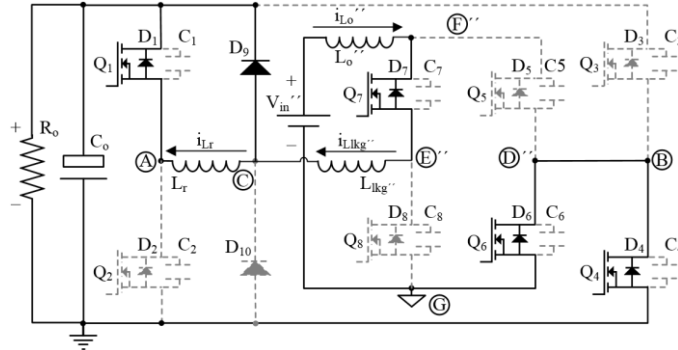 i_Lo''
F''
D1 C1
D9
L_o''
D7 C7
D5 C5
D3
Q1
Q7
Q5
Q3
+
V_in''
−
+
R_o
−
C_o
A
i_Lr
i_Llkg''
E''
D''
B
L_r
C
L_lkg''
D2 C2
D10
D8 C8
D6 C6
D4
Q2
Q8
Q6
Q4
G